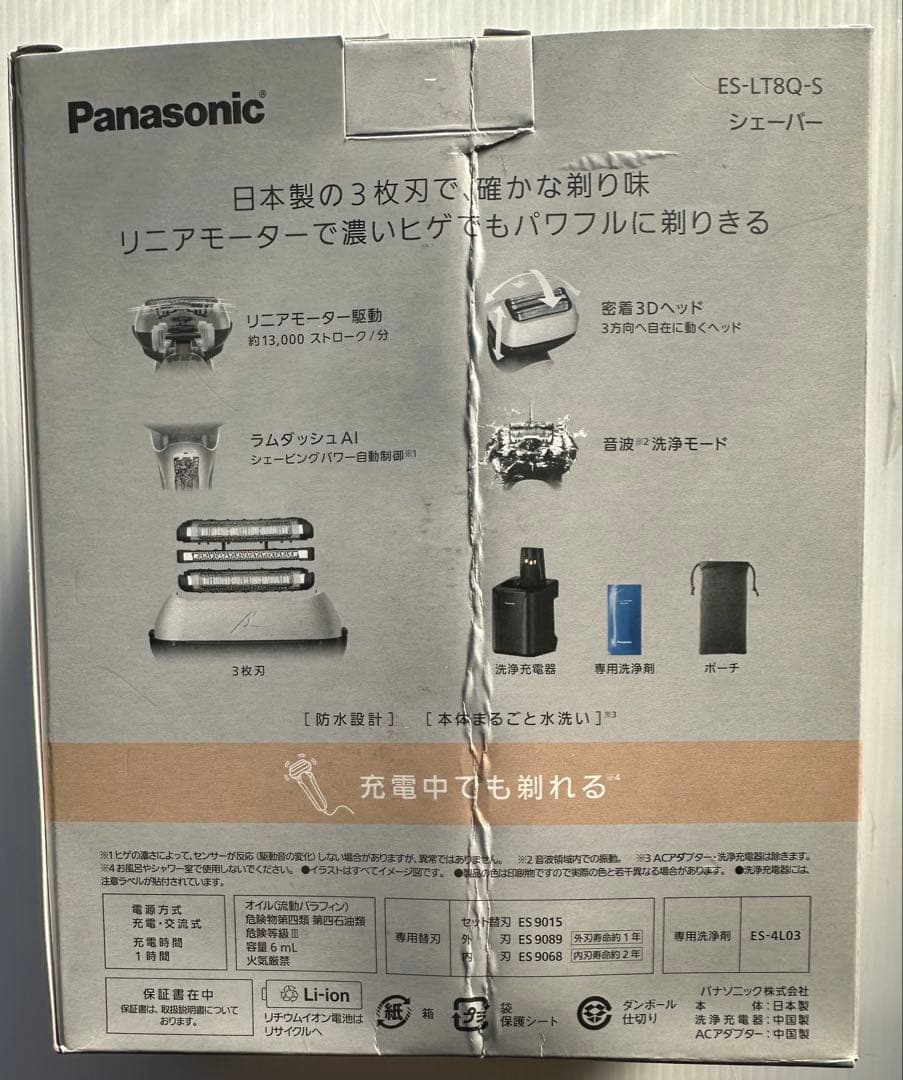 Panasonic®
ES-LT8Q-S
シェーバー
日本製の3枚刃で、確かな剃り味
リニアモーターで濃いヒゲでもパワフルに剃りきる
リニアモーター駆動
約13,000 ストローク/分
密着3Dヘッド
3方向へ自在に動くヘッド
ラムダッシュAI
シェービングパワー自動制御※1
音波※2洗浄モード
3枚刃
Panasonic
洗浄充電器
専用洗浄剤
ポーチ
[防水設計] [本体まるごと水洗い]※3
充電中でも剃れる※4
※1 ヒゲの濃さによって、センサーが反応(駆動音の変化)しない場合がありますが、異常ではありません。 ※2 音波領域内での振動。 ※3 ACアダプター・洗浄充電器は除きます。
※4 お風呂やシャワー室で使用しないでください。 ●イラストはすべてイメージ図です。 ●製品の色は印刷物ですので実際の色と若干異なる場合があります。 ●洗浄充電器には、
注意ラベルが貼付されています。
電源方式
充電・交流式
充電時間
1時間
オイル(流動パラフィン)
危険物第四類 第四石油類
危険等級Ⅲ
容量6mL
火気厳禁
専用替刃
セット替刃 ES9015
外 刃 ES9089 外刃寿命約1年
内 刃 ES9068 内刃寿命約2年
専用洗浄剤 ES-4L03
保証書在中
保証書は、取扱説明書について
おります。
Li-ion
リチウムイオン電池は
リサイクルへ
紙 箱
プラ 袋
保護シート
ダンボール
仕切り
パナソニック株式会社
本 体:日本製
洗浄充電器:中国製
ACアダプター:中国製